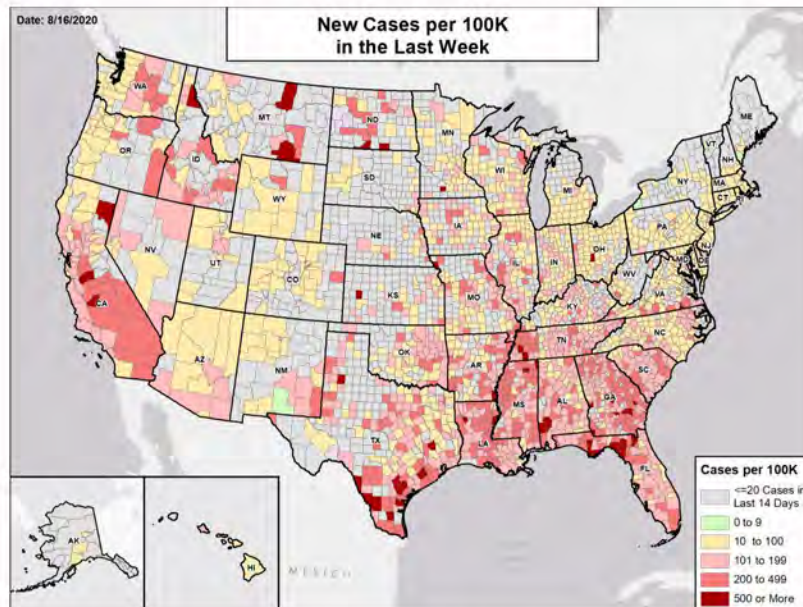 Date: 8/16/2020
New Cases per 100K
in the Last Week
WA
MT
ND
MN
ME
OR
ID
SD
WI
VT
NH
NY
MA
CT
WY
MI
IA
NE
PA
NJ
NV
UT
CO
IL
IN
OH
MD
DE
WV
CA
KS
MO
KY
VA
AZ
NM
OK
AR
TN
NC
SC
MS
AL
GA
TX
LA
FL
AK
HI
MEXICO
Cases per 100K
<=20 Cases in
Last 14 Days
0 to 9
10 to 100
101 to 199
200 to 499
500 or More